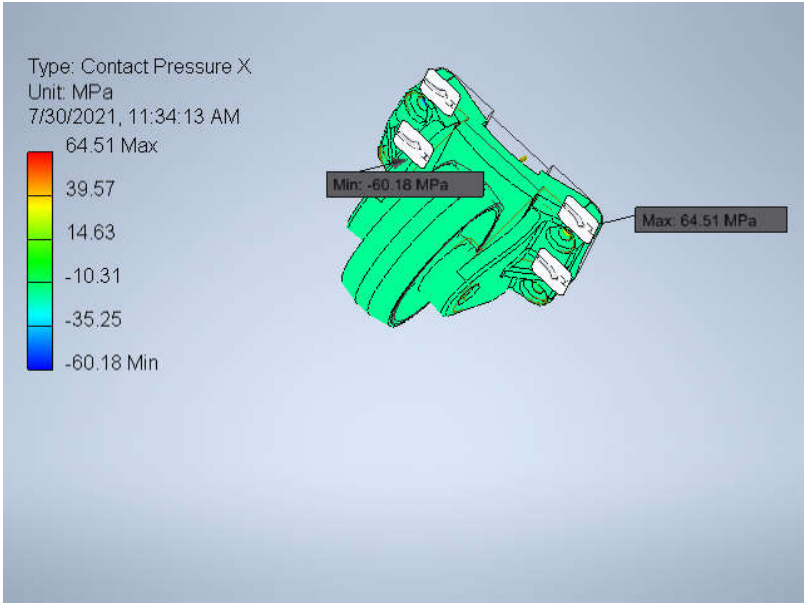 Type: Contact Pressure X
Unit: MPa
7/30/2021, 11:34:13 AM
64.51 Max
39.57
14.63
-10.31
-35.25
-60.18 Min
Min: -60.18 MPa
Max: 64.51 MPa